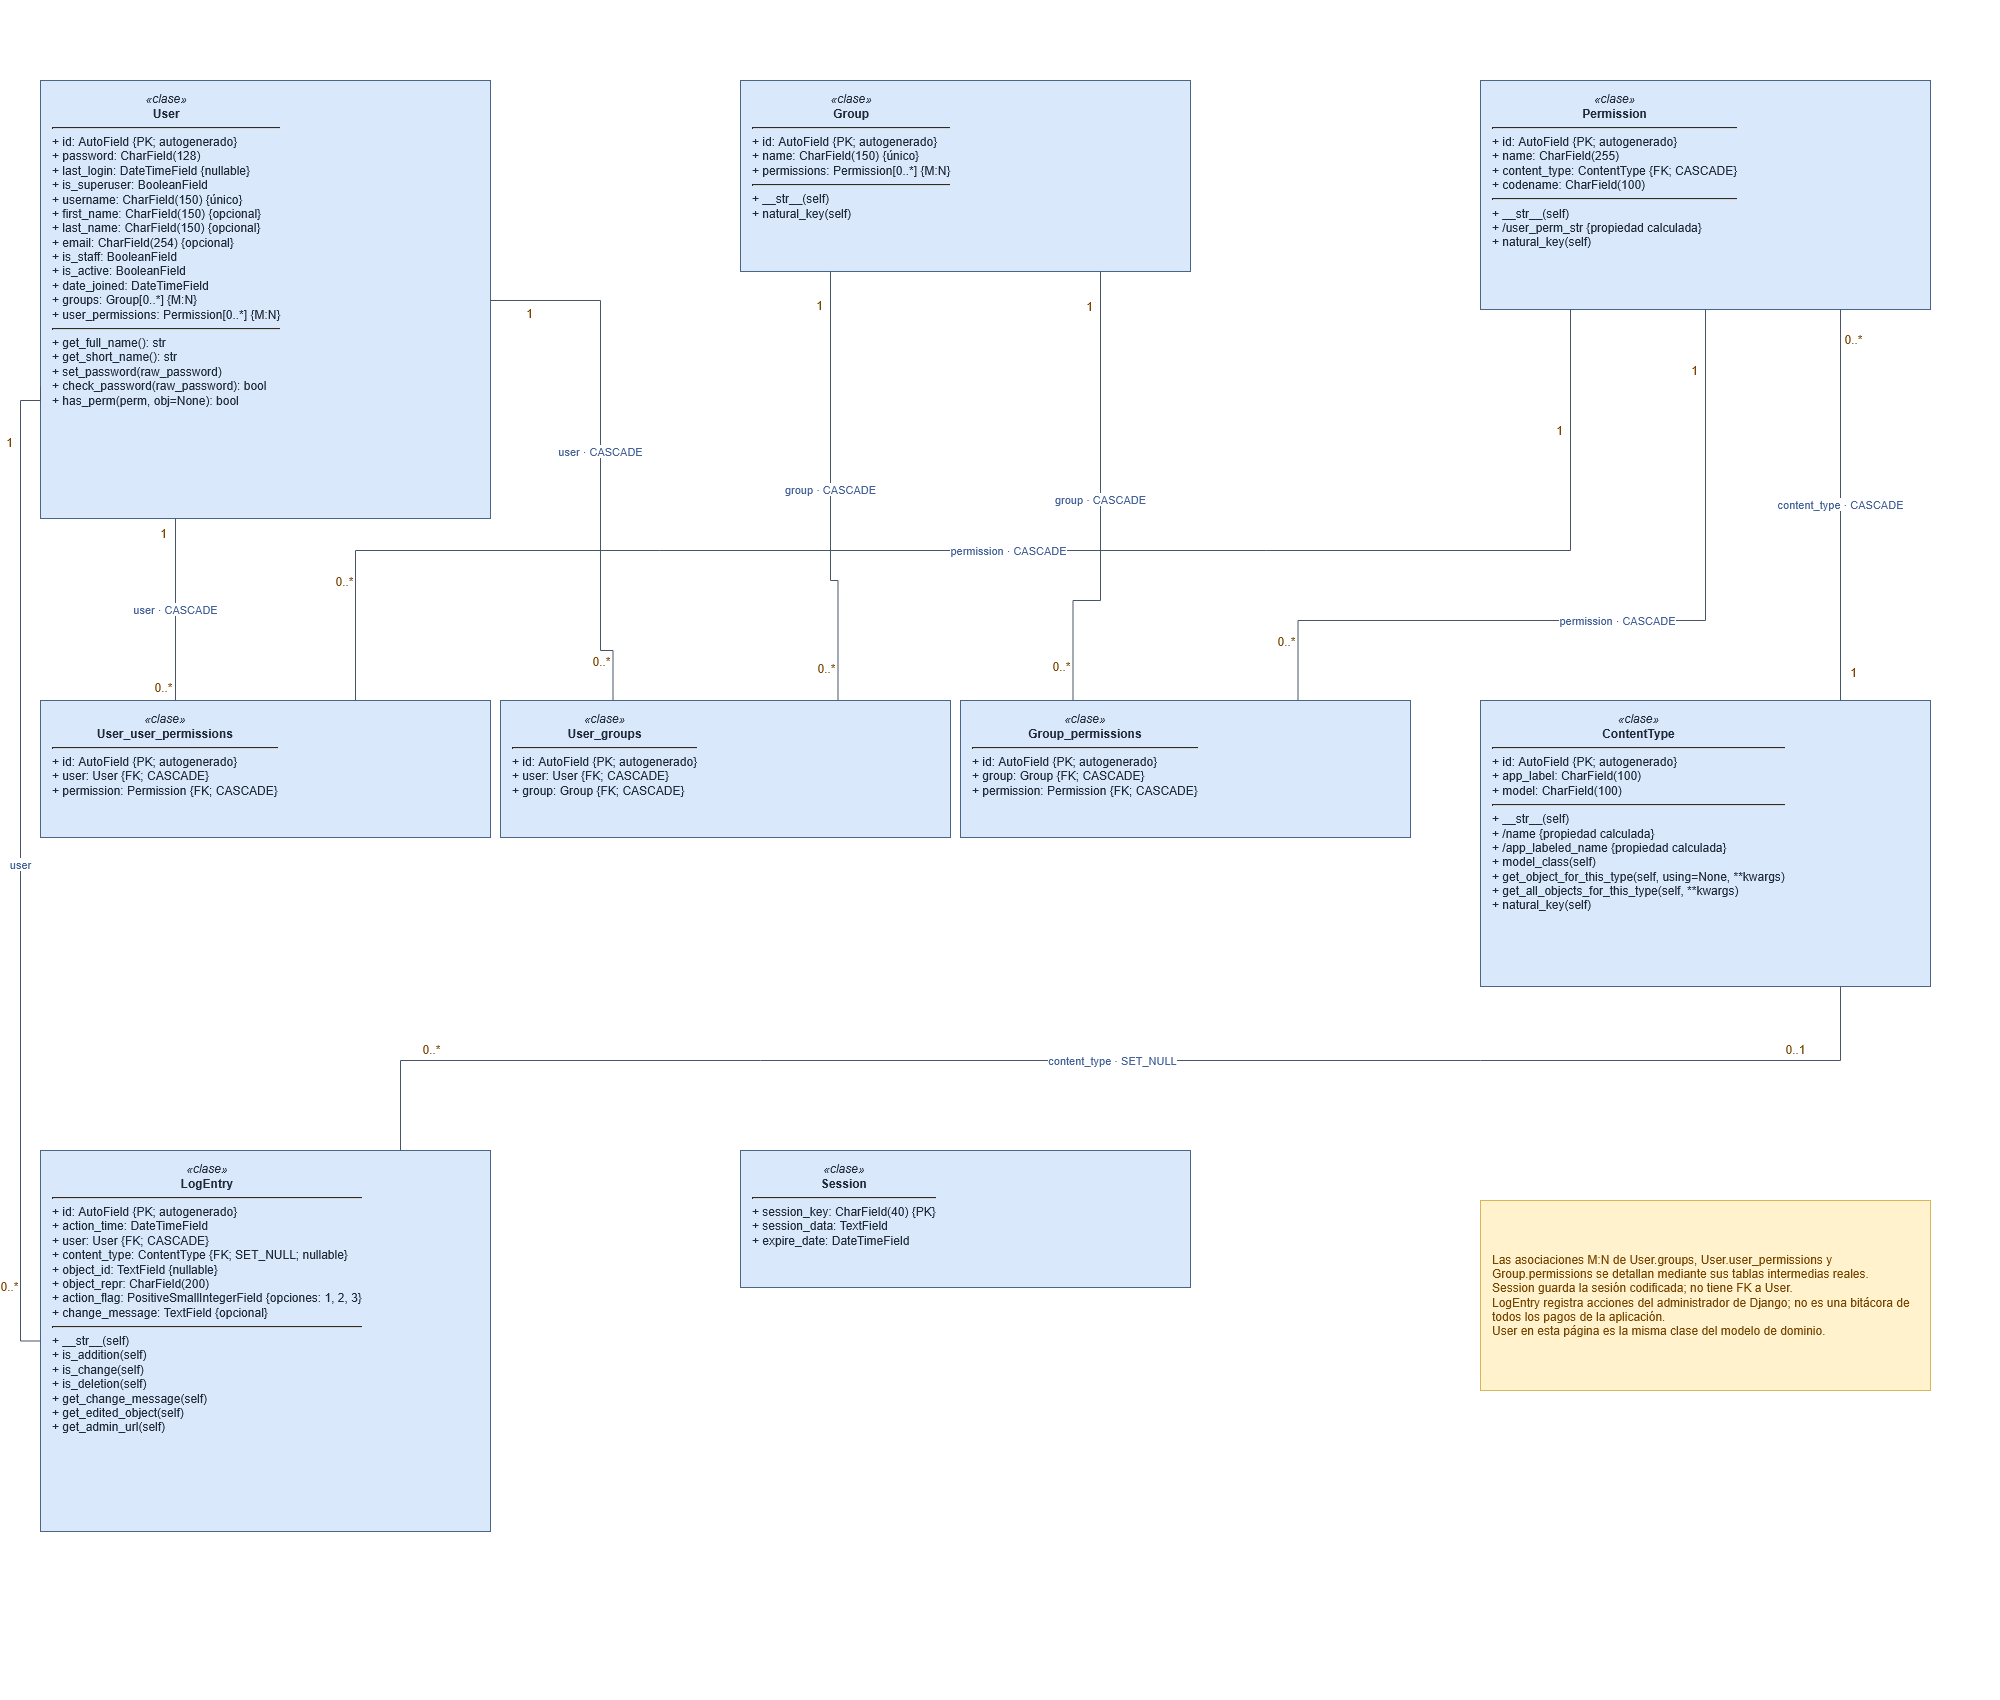 «clase»
User
+ id: AutoField {PK; autogenerado}
+ password: CharField(128)
+ last_login: DateTimeField {nullable}
+ is_superuser: BooleanField
+ username: CharField(150) {único}
+ first_name: CharField(150) {opcional}
+ last_name: CharField(150) {opcional}
+ email: CharField(254) {opcional}
+ is_staff: BooleanField
+ is_active: BooleanField
+ date_joined: DateTimeField
+ groups: Group[0..*] {M:N}
+ user_permissions: Permission[0..*] {M:N}
+ get_full_name(): str
+ get_short_name(): str
+ set_password(raw_password)
+ check_password(raw_password): bool
+ has_perm(perm, obj=None): bool
«clase»
Group
+ id: AutoField {PK; autogenerado}
+ name: CharField(150) {único}
+ permissions: Permission[0..*] {M:N}
+ __str__(self)
+ natural_key(self)
«clase»
Permission
+ id: AutoField {PK; autogenerado}
+ name: CharField(255)
+ content_type: ContentType {FK; CASCADE}
+ codename: CharField(100)
+ __str__(self)
+ /user_perm_str {propiedad calculada}
+ natural_key(self)
1
1
1
0..*
1
1
1
user · CASCADE
group · CASCADE
group · CASCADE
content_type · CASCADE
1
permission · CASCADE
0..*
user · CASCADE
permission · CASCADE
0..*
0..*
0..*
0..*
1
0..*
«clase»
User_user_permissions
+ id: AutoField {PK; autogenerado}
+ user: User {FK; CASCADE}
+ permission: Permission {FK; CASCADE}
«clase»
User_groups
+ id: AutoField {PK; autogenerado}
+ user: User {FK; CASCADE}
+ group: Group {FK; CASCADE}
«clase»
Group_permissions
+ id: AutoField {PK; autogenerado}
+ group: Group {FK; CASCADE}
+ permission: Permission {FK; CASCADE}
«clase»
ContentType
+ id: AutoField {PK; autogenerado}
+ app_label: CharField(100)
+ model: CharField(100)
+ __str__(self)
+ /name {propiedad calculada}
+ /app_labeled_name {propiedad calculada}
+ model_class(self)
+ get_object_for_this_type(self, using=None, **kwargs)
+ get_all_objects_for_this_type(self, **kwargs)
+ natural_key(self)
user
0..*
0..1
content_type · SET_NULL
«clase»
LogEntry
+ id: AutoField {PK; autogenerado}
+ action_time: DateTimeField
+ user: User {FK; CASCADE}
+ content_type: ContentType {FK; SET_NULL; nullable}
+ object_id: TextField {nullable}
+ object_repr: CharField(200)
+ action_flag: PositiveSmallIntegerField {opciones: 1, 2, 3}
+ change_message: TextField {opcional}
+ __str__(self)
+ is_addition(self)
+ is_change(self)
+ is_deletion(self)
+ get_change_message(self)
+ get_edited_object(self)
+ get_admin_url(self)
0..*
«clase»
Session
+ session_key: CharField(40) {PK}
+ session_data: TextField
+ expire_date: DateTimeField
Las asociaciones M:N de User.groups, User.user_permissions y
Group.permissions se detallan mediante sus tablas intermedias reales.
Session guarda la sesión codificada; no tiene FK a User.
LogEntry registra acciones del administrador de Django; no es una bitácora de
todos los pagos de la aplicación.
User en esta página es la misma clase del modelo de dominio.